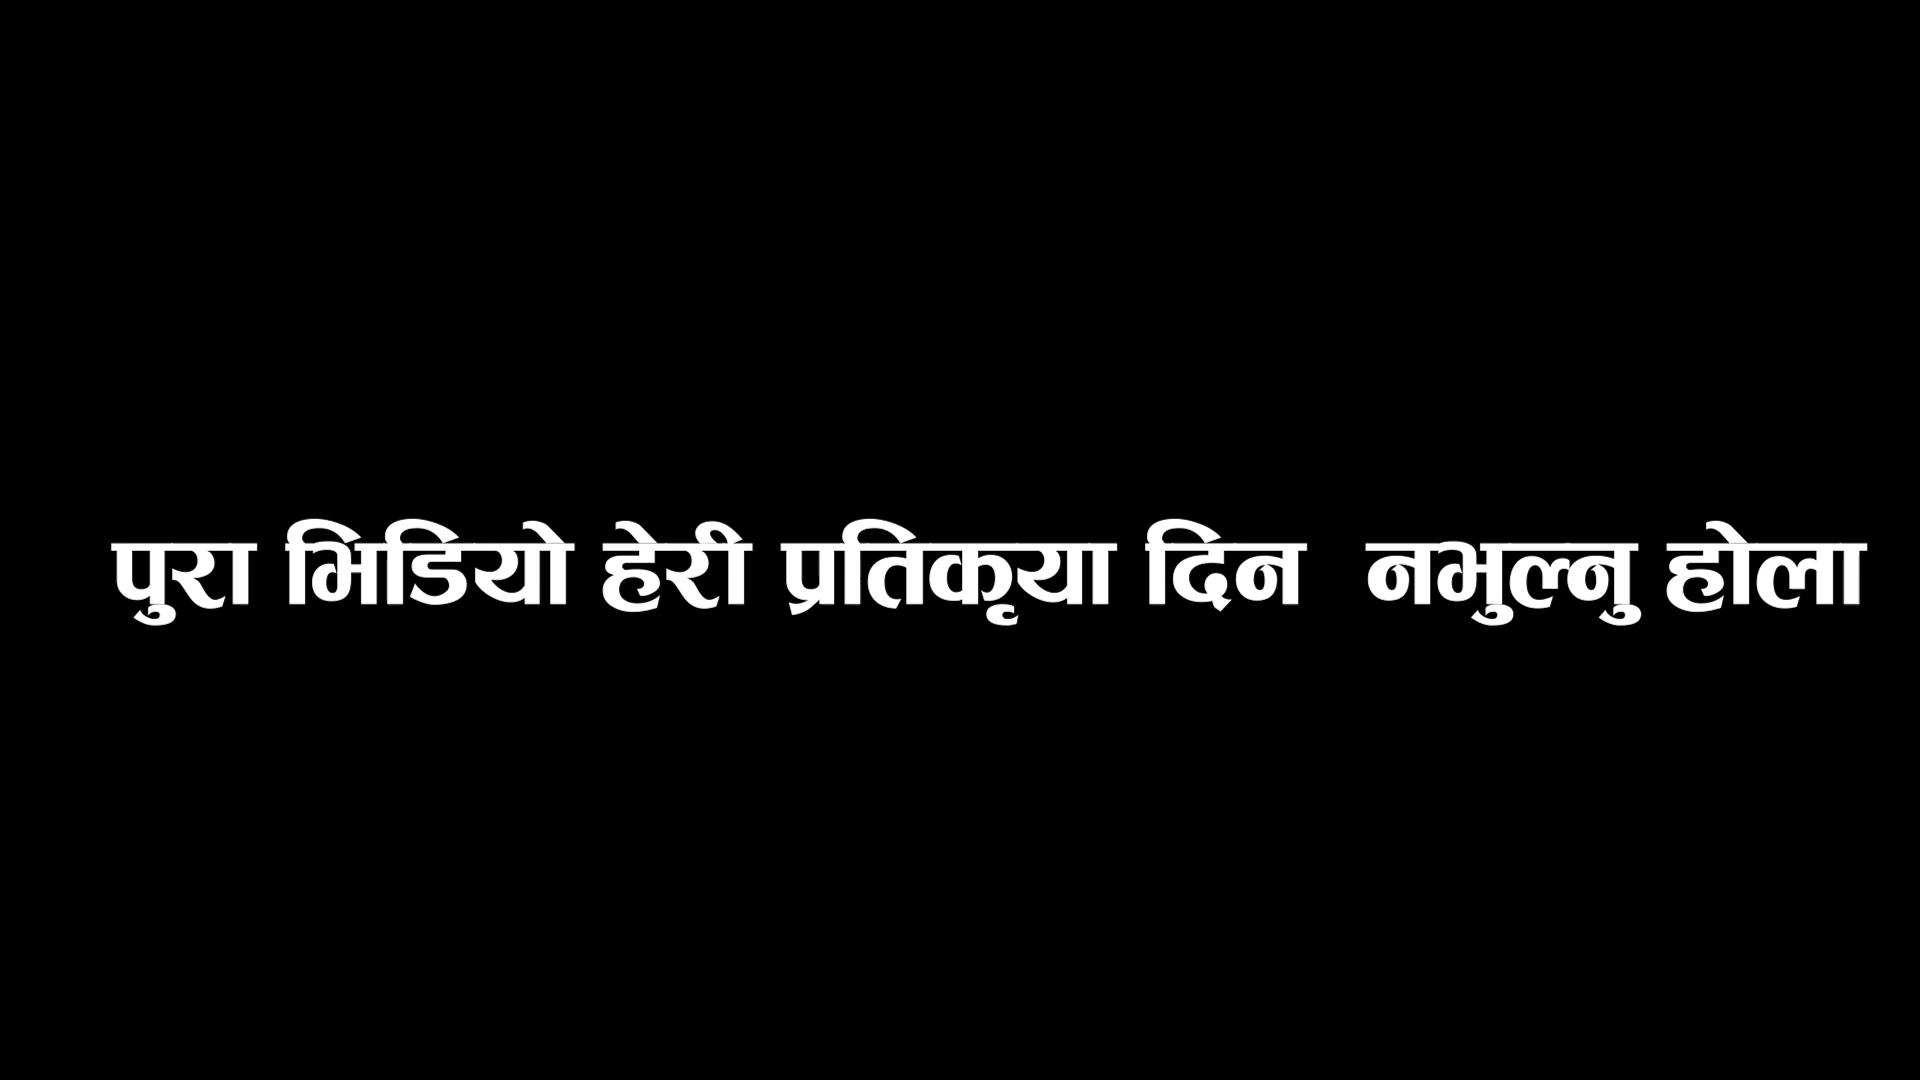 पुरा भिडियो हेरी प्रतिकृया दिन नभुल्नु होला